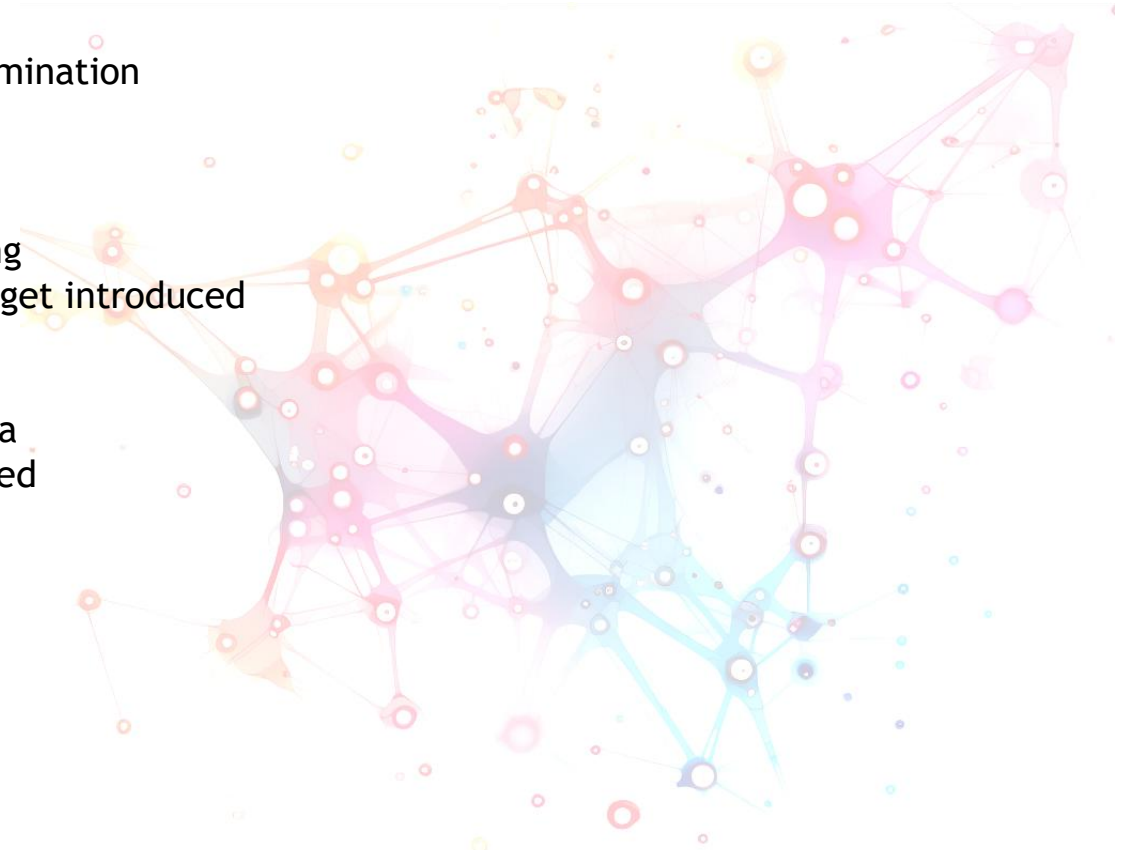 mination
g
get introduced
a
ed